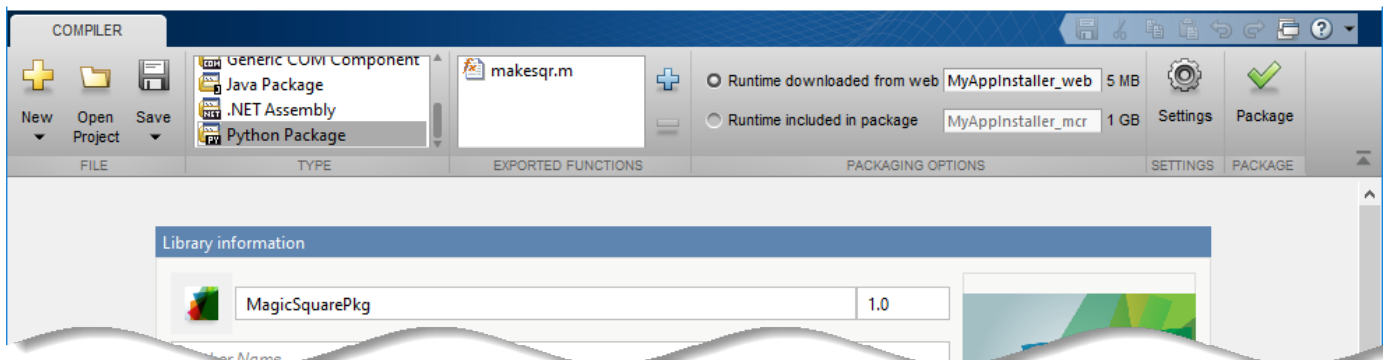 COMPILER
New
Open
Project
Save
FILE
Generic COM Component
Java Package
.NET Assembly
Python Package
TYPE
makesqr.m
EXPORTED FUNCTIONS
Runtime downloaded from web MyAppInstaller_web 5 MB
Runtime included in package MyAppInstaller_mcr 1 GB
PACKAGING OPTIONS
Settings
SETTINGS
Package
PACKAGE
Library information
MagicSquarePkg 1.0
Name